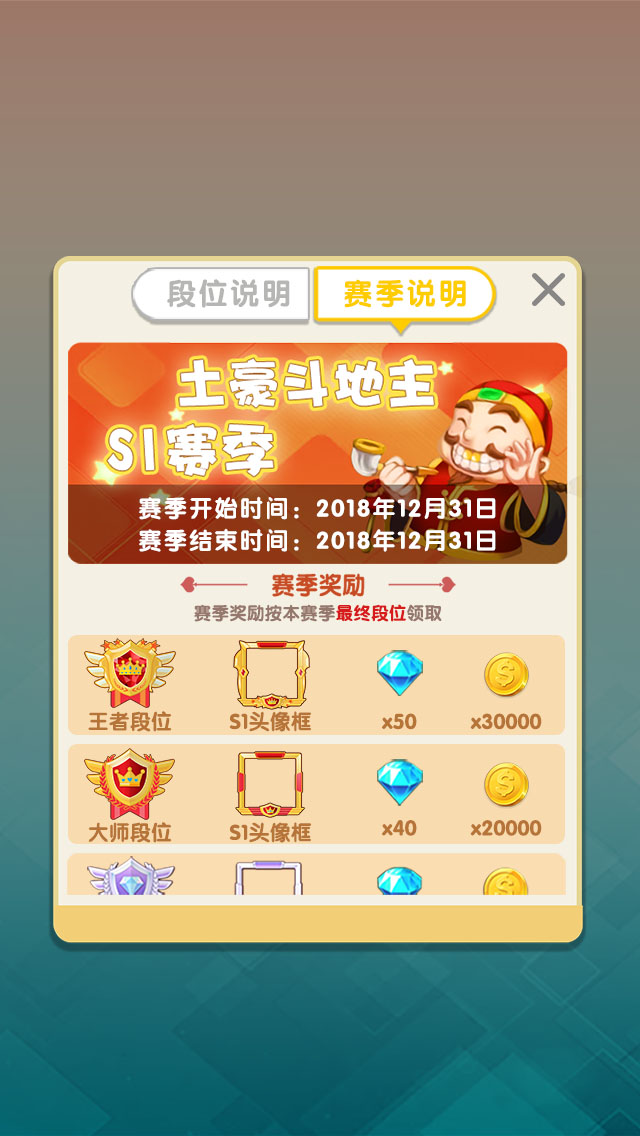 段位说明
赛季说明
土豪斗地主
S1赛季
赛季开始时间：2018年12月31日
赛季结束时间：2018年12月31日
赛季奖励
赛季奖励按本赛季最终段位领取
王者段位 S1头像框 x50 x30000
大师段位 S1头像框 x40 x20000